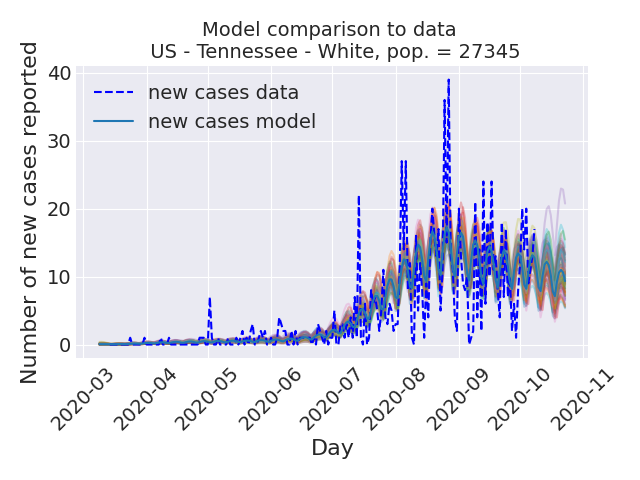 Model comparison to data
US - Tennessee - White, pop. = 27345
new cases data
new cases model
Number of new cases reported
40
30
20
10
0
2020-03
2020-04
2020-05
2020-06
2020-07
2020-08
2020-09
2020-10
2020-11
Day